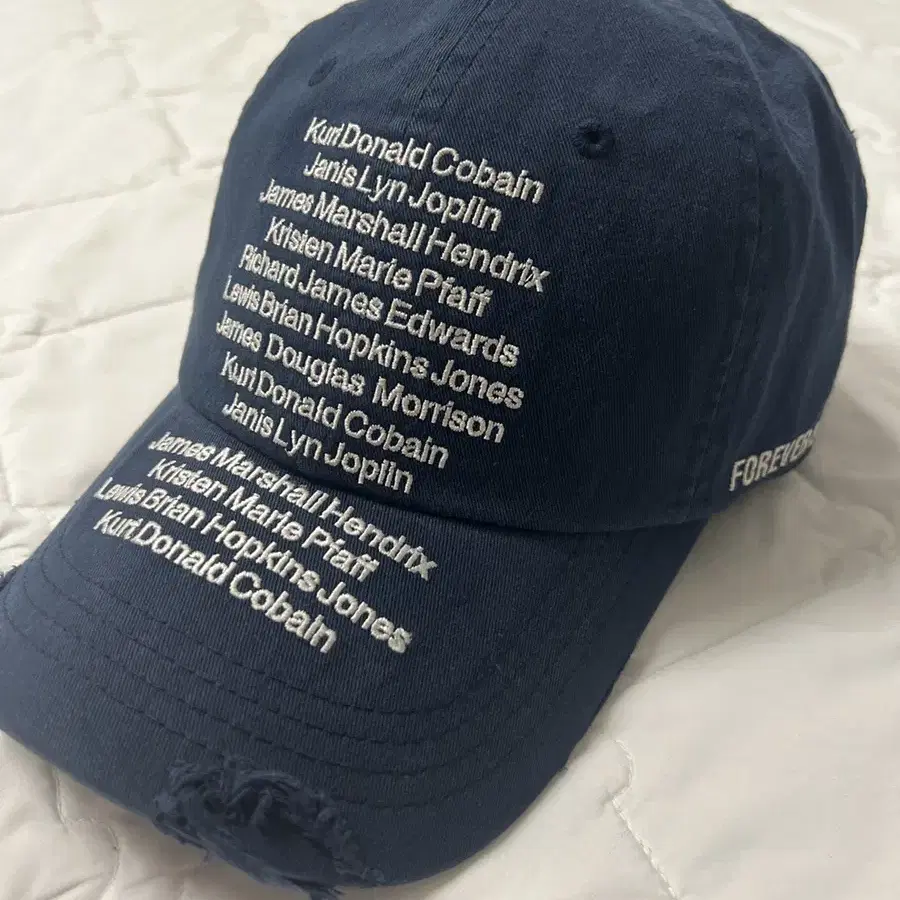 Kurt Donald Cobain
Janis Lyn Joplin
James Marshall Hendrix
Kristen Marie Pfaff
Richard James Edwards
Lewis Brian Hopkins Jones
James Douglas Morrison
Kurt Donald Cobain
Janis Lyn Joplin
James Marshall Hendrix
Kristen Marie Pfaff
Lewis Brian Hopkins Jones
Kurt Donald Cobain
FOREVER